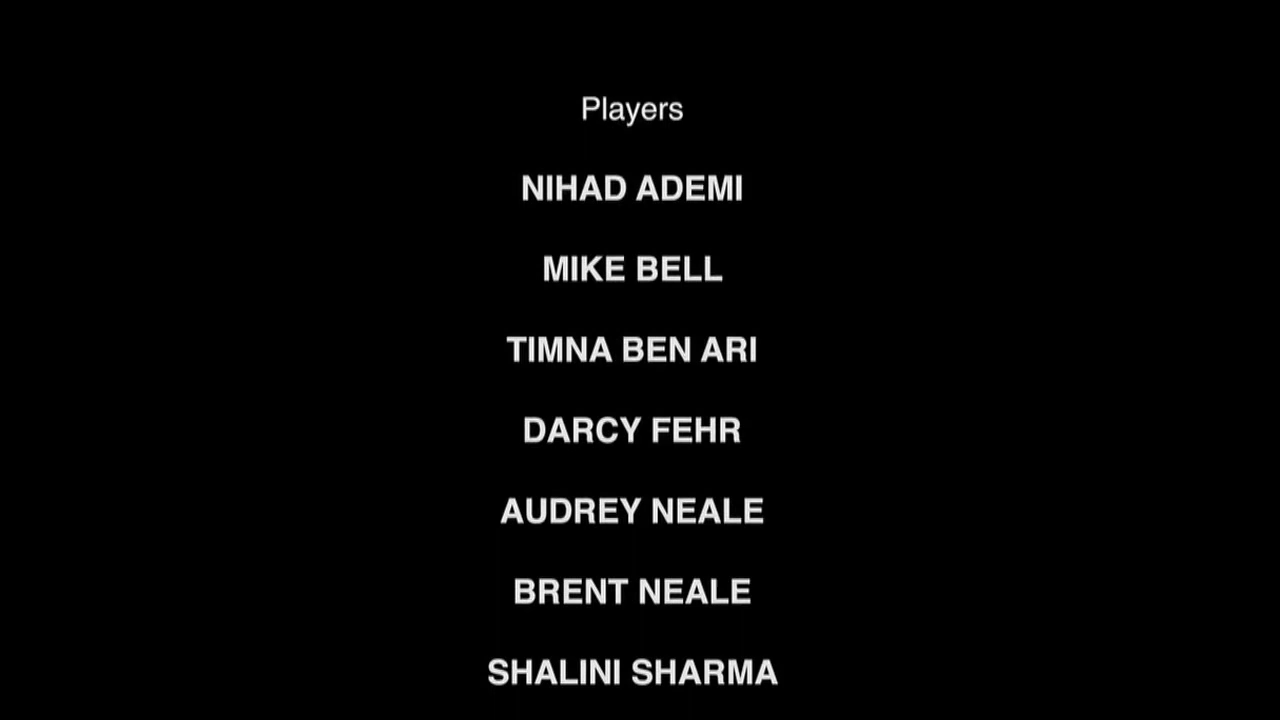 Players
NIHAD ADEMI
MIKE BELL
TIMNA BEN ARI
DARCY FEHR
AUDREY NEALE
BRENT NEALE
SHALINI SHARMA